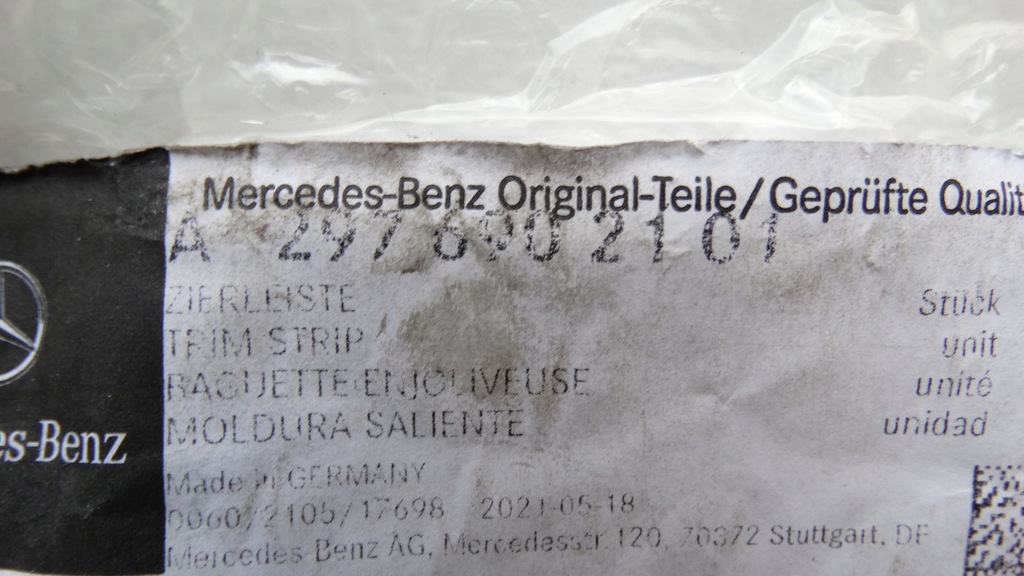 Mercedes-Benz Original-Teile/Geprüfte Qualit
A 297 690 21 01
ZIERLEISTE Stück
TRIM STRIP unit
BAGUETTE ENJOLIVEUSE unité
MOLDURA SALIENTE unidad
es-Benz
Made in GERMANY
0060/2105/17698 2021-05-18
Mercedes-Benz AG, Mercedesstr. 120, 70372 Stuttgart, DE